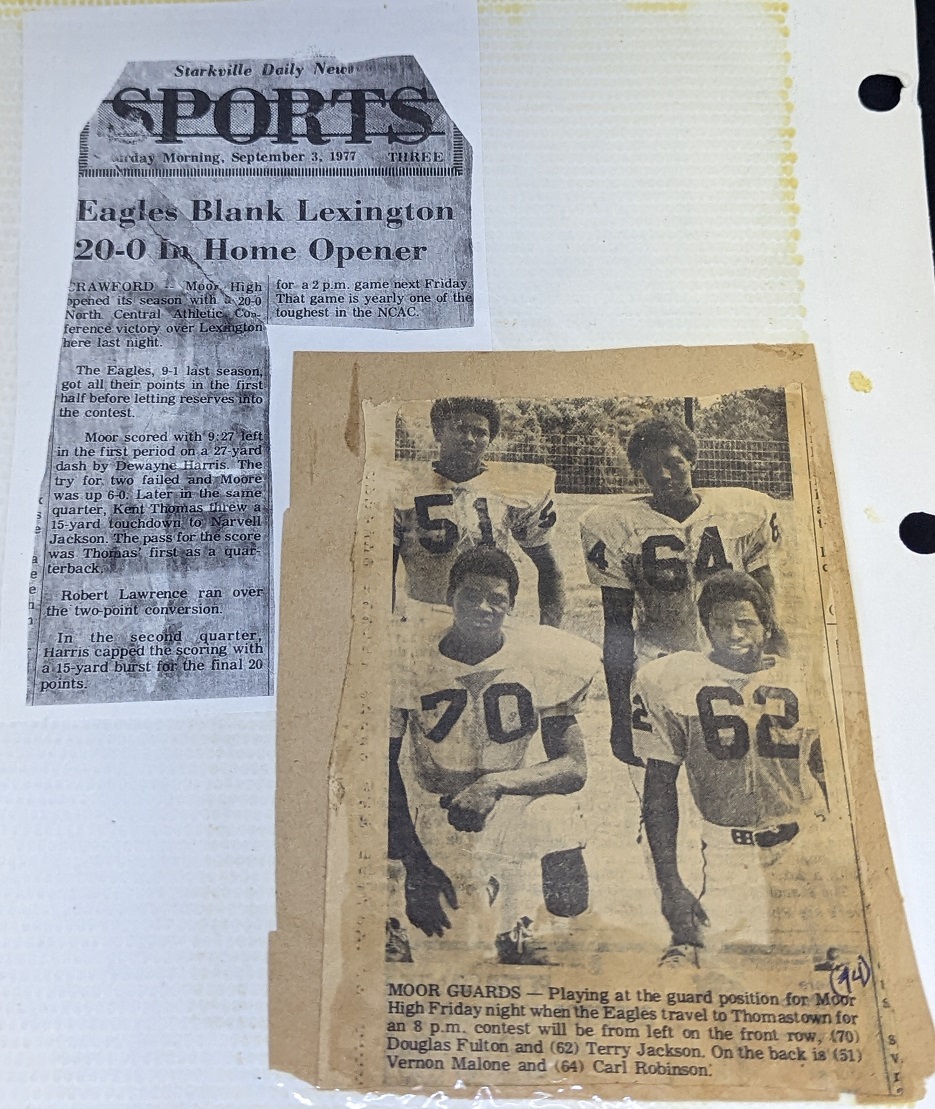 Starkville Daily News
SPORTS
Morning, September 3, 1977 THREE
Eagles Blank Lexington
20-0 In Home Opener
CRAWFORD — Moor High
opened its season with a 20-0
North Central Athletic Con-
ference victory over Lexington
here last night.
The Eagles, 9-1 last season,
got all their points in the first
half before letting reserves into
the contest.
Moor scored with 9:27 left
in the first period on a 27-yard
dash by Dewayne Harris. The
try for two failed and Moore
was up 6-0. Later in the same
quarter, Kent Thomas threw a
15-yard touchdown to Narvell
Jackson. The pass for the score
was Thomas' first as a quar-
terback.
Robert Lawrence ran over
the two-point conversion.
In the second quarter,
Harris capped the scoring with
a 15-yard burst for the final 20
points.
for a 2 p.m. game next Friday.
That game is yearly one of the
toughest in the NCAC.
51
64
70
62
(74)
MOOR GUARDS — Playing at the guard position for Moor
High Friday night when the Eagles travel to Thomastown for
an 8 p.m. contest will be from left on the front row, (70)
Douglas Fulton and (62) Terry Jackson. On the back is (51)
Vernon Malone and (64) Carl Robinson.